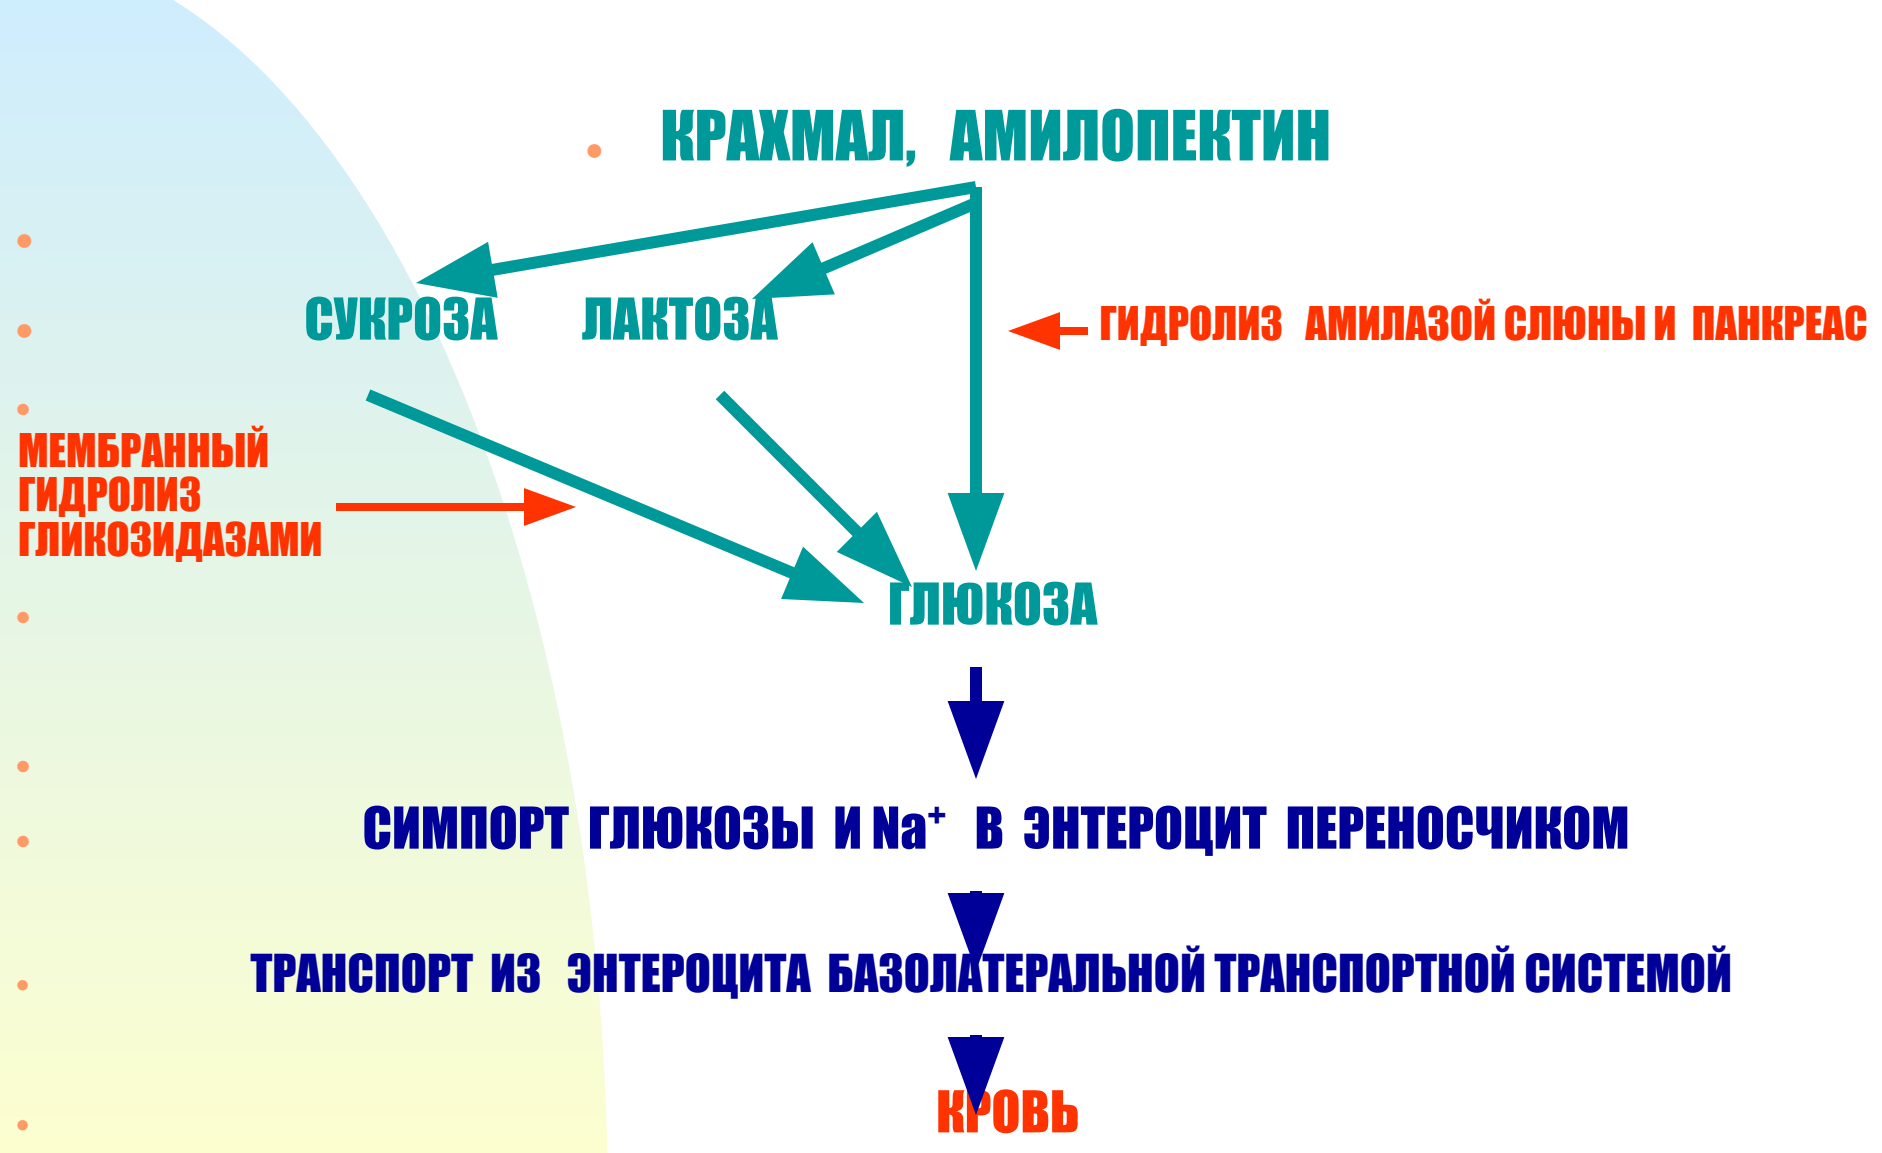 КРАХМАЛ, АМИЛОПЕКТИН
СУКРОЗА ЛАКТОЗА
ГИДРОЛИЗ АМИЛАЗОЙ СЛЮНЫ И ПАНКРЕАС
МЕМБРАННЫЙ
ГИДРОЛИЗ
ГЛИКОЗИДАЗАМИ
ГЛЮКОЗА
СИМПОРТ ГЛЮКОЗЫ И Na⁺ В ЭНТЕРОЦИТ ПЕРЕНОСЧИКОМ
ТРАНСПОРТ ИЗ ЭНТЕРОЦИТА БАЗОЛАТЕРАЛЬНОЙ ТРАНСПОРТНОЙ СИСТЕМОЙ
КРОВЬ